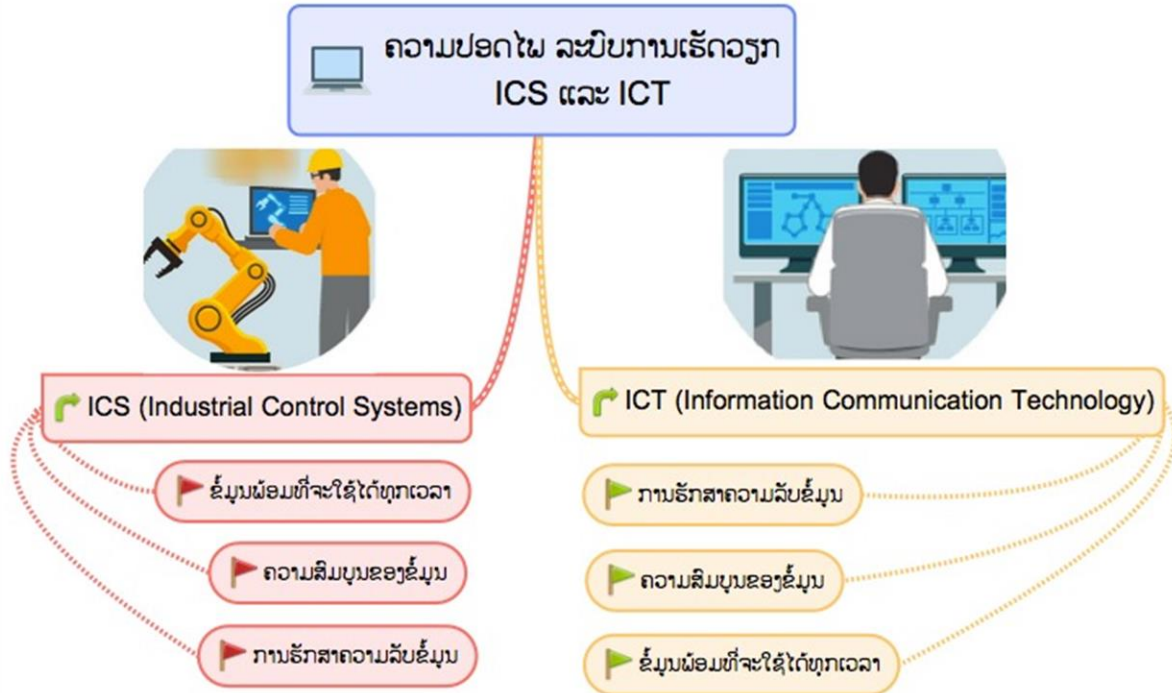 ຄວາມປອດໄພ ລະບົບການເຮັດວຽກ
ICS ແລະ ICT
ICS (Industrial Control Systems)
ຂໍ້ມູນພ້ອມທີ່ຈະໃຊ້ໄດ້ທຸກເວລາ
ຄວາມສົມບຸນຂອງຂໍ້ມູນ
ການຮັກສາຄວາມລັບຂໍ້ມູນ
ICT (Information Communication Technology)
ການຮັກສາຄວາມລັບຂໍ້ມູນ
ຄວາມສົມບຸນຂອງຂໍ້ມູນ
ຂໍ້ມູນພ້ອມທີ່ຈະໃຊ້ໄດ້ທຸກເວລາ